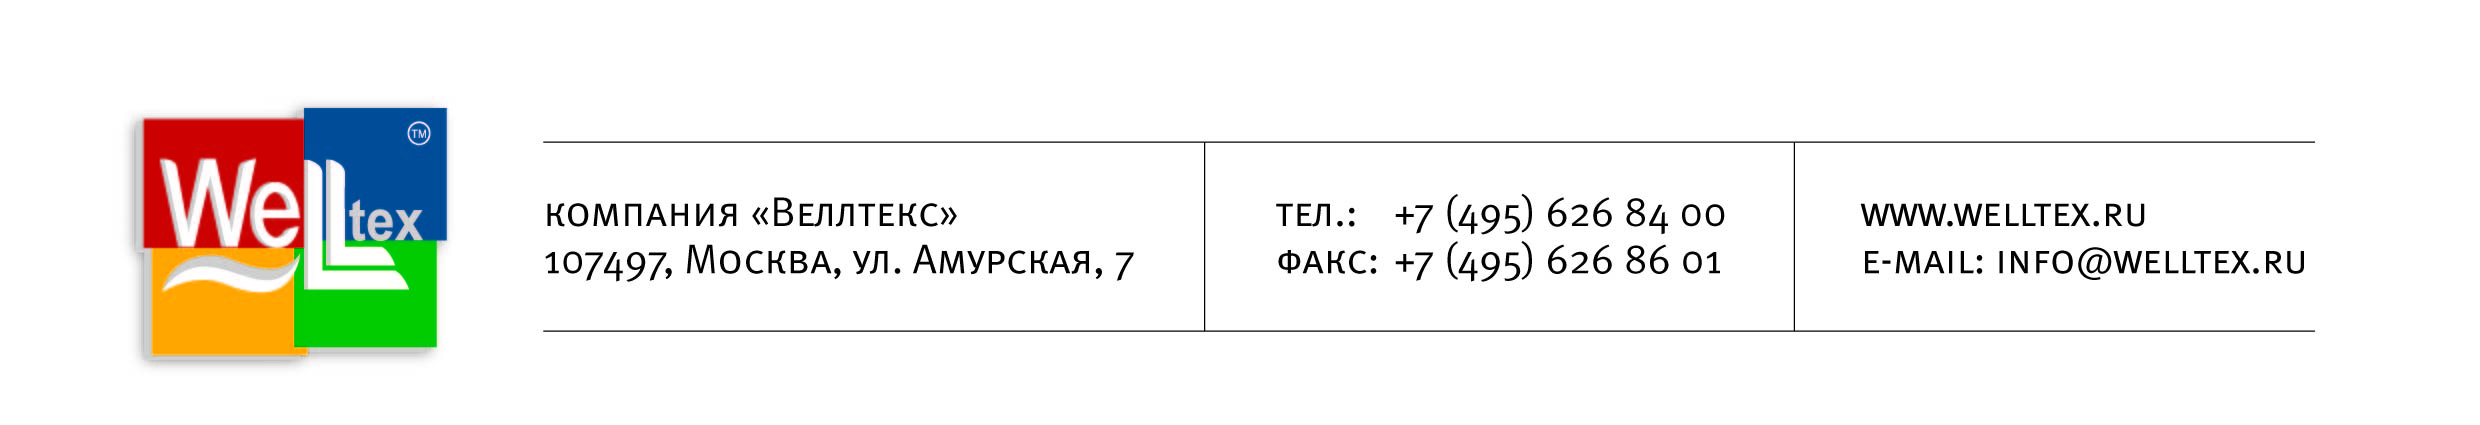 Welltex
TM
компания «Веллтекс»
107497, Москва, ул. Амурская, 7
тел.: +7 (495) 626 84 00
факс: +7 (495) 626 86 01
www.welltex.ru
e-mail: info@welltex.ru